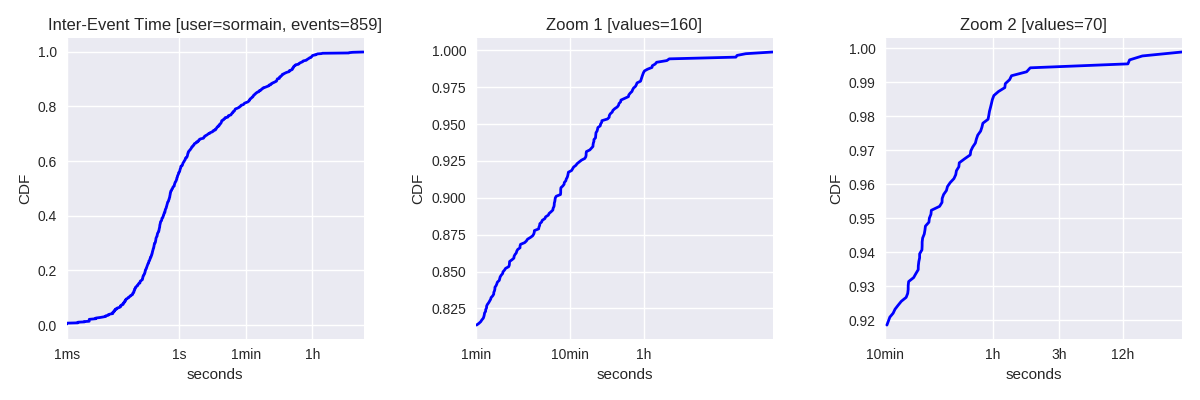 Inter-Event Time [user=sormain, events=859]
CDF
1.0
0.8
0.6
0.4
0.2
0.0
1ms 1s 1min 1h
seconds
Zoom 1 [values=160]
CDF
1.000
0.975
0.950
0.925
0.900
0.875
0.850
0.825
1min 10min 1h
seconds
Zoom 2 [values=70]
CDF
1.00
0.99
0.98
0.97
0.96
0.95
0.94
0.93
0.92
10min 1h 3h 12h
seconds